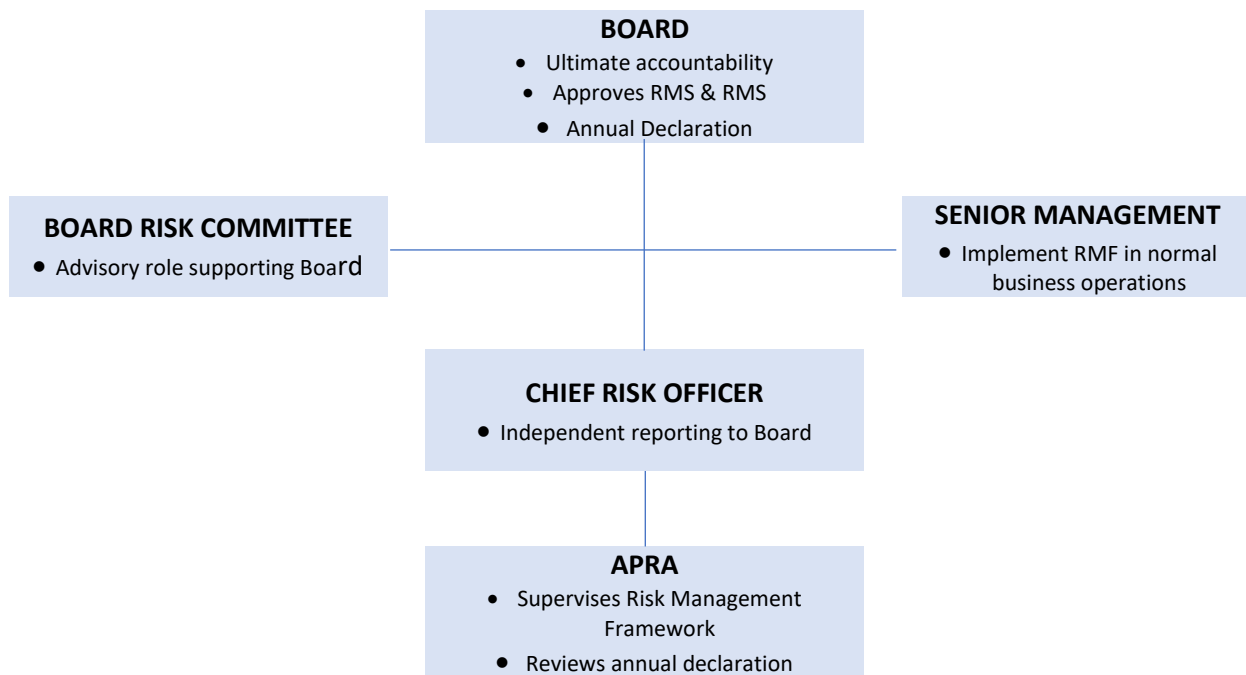 BOARD
• Ultimate accountability
• Approves RMS & RMS
• Annual Declaration
BOARD RISK COMMITTEE
• Advisory role supporting Board
SENIOR MANAGEMENT
• Implement RMF in normal
business operations
CHIEF RISK OFFICER
• Independent reporting to Board
APRA
• Supervises Risk Management
Framework
• Reviews annual declaration